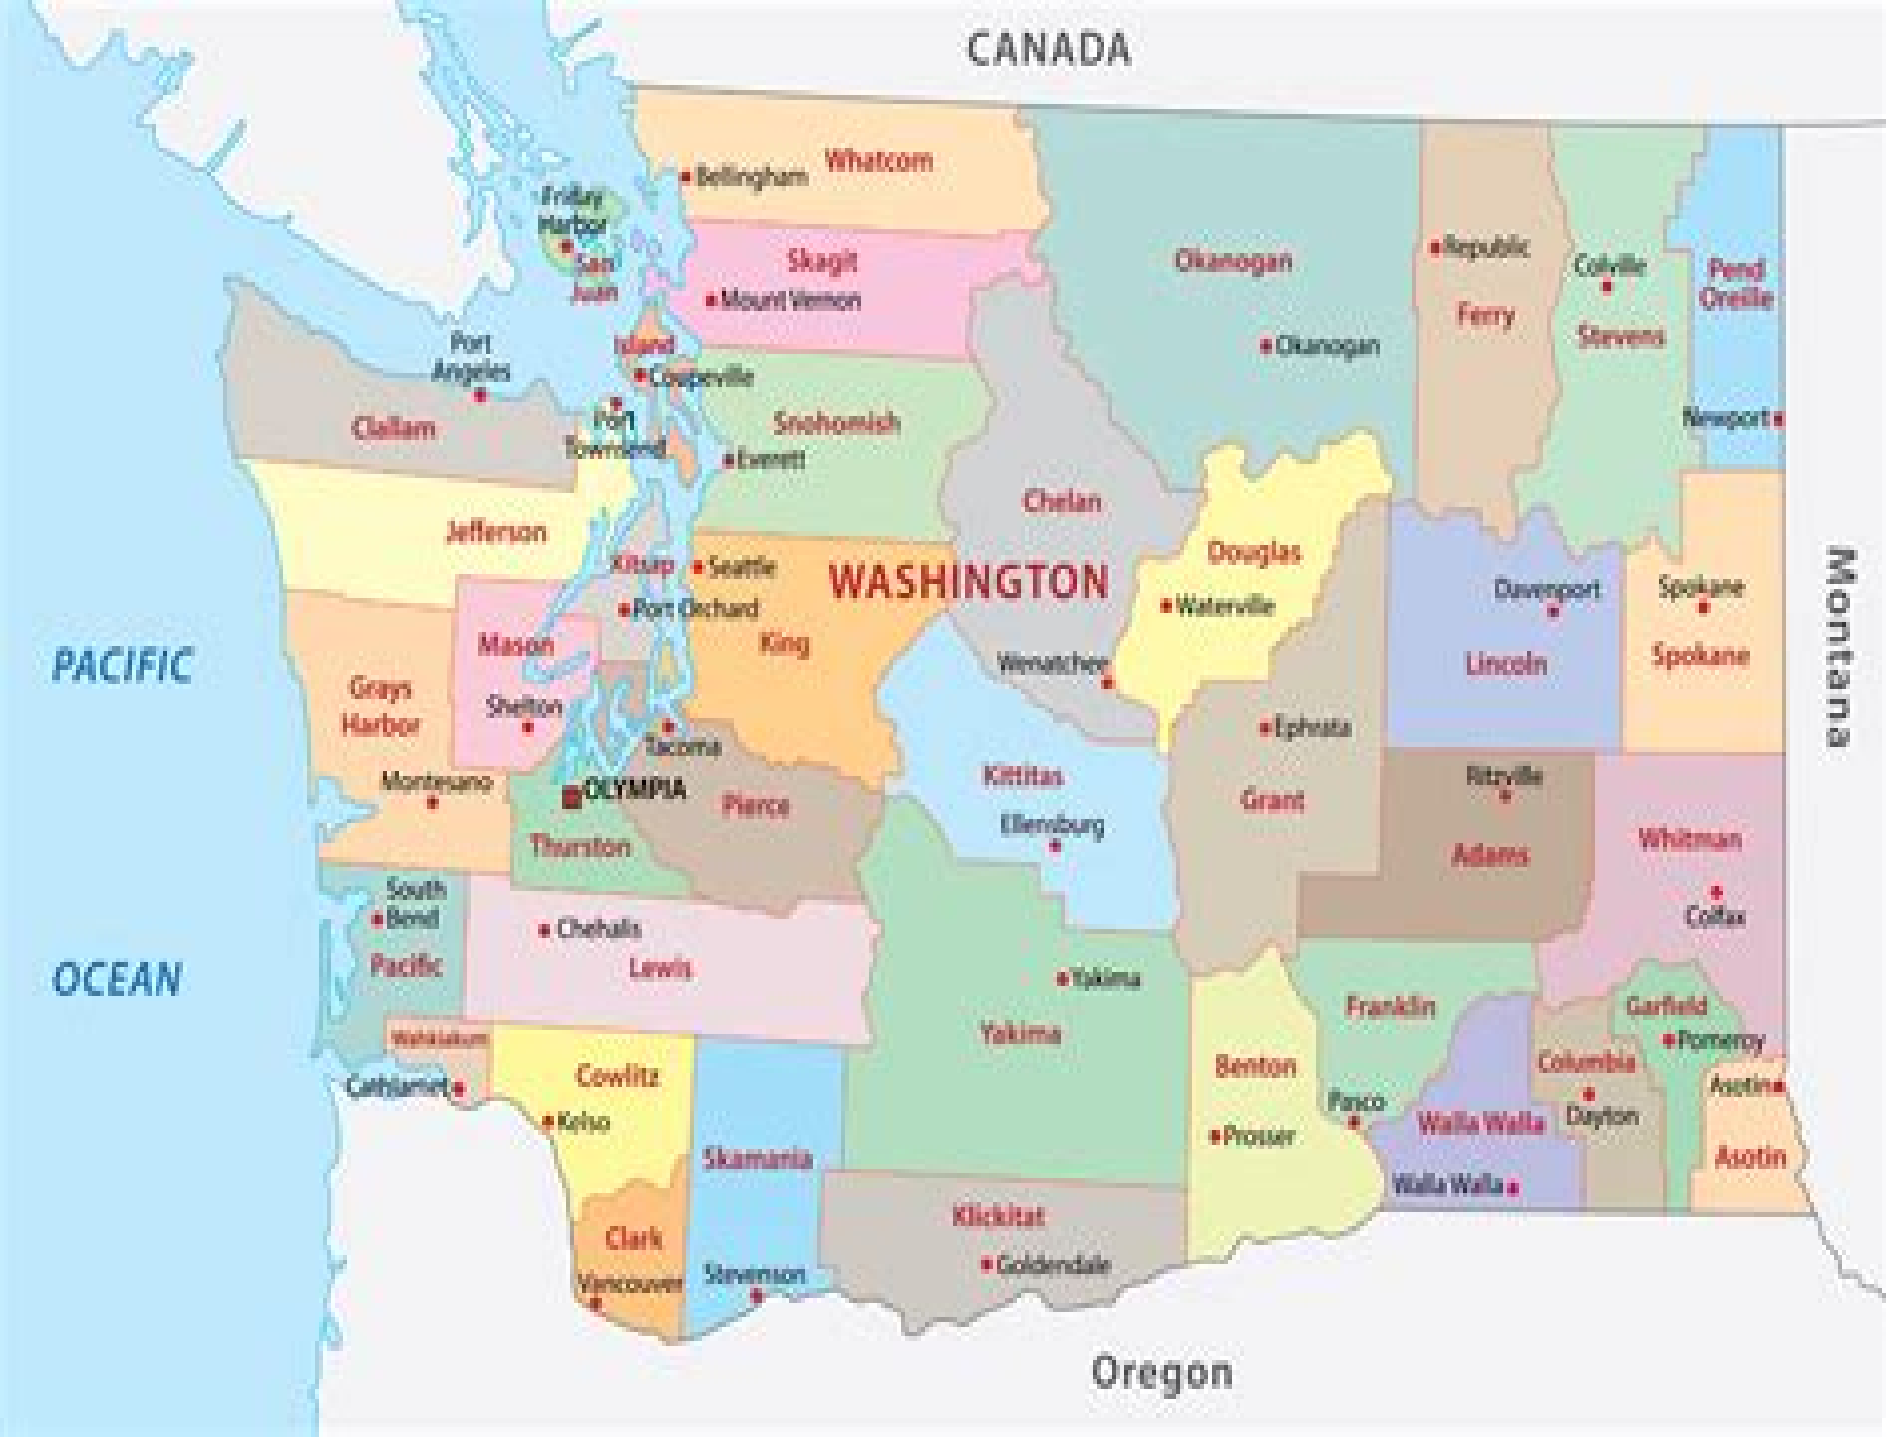 CANADA
Whatcom
Bellingham
Friday
Harbor
San
Juan
Skagit
Mount Vernon
Okanogan
Okanogan
Republic
Ferry
Colville
Stevens
Pend
Oreille
Newport
Port
Angeles
Clallam
Island
Coupeville
Port
Townsend
Snohomish
Everett
Chelan
Jefferson
Kitsap
Seattle
WASHINGTON
Douglas
Waterville
Davenport
Spokane
Port Orchard
Mason
King
Wenatchee
Lincoln
Spokane
Montana
PACIFIC
Grays
Harbor
Shelton
Tacoma
Ephrata
Montesano
OLYMPIA
Pierce
Kittitas
Ellensburg
Grant
Ritzville
Adams
Whitman
Colfax
Thurston
South
Bend
Pacific
Chehalis
Lewis
OCEAN
Yakima
Yakima
Franklin
Garfield
Pomeroy
Wahkiakum
Cathlamet
Cowlitz
Kelso
Benton
Prosser
Pasco
Columbia
Dayton
Asotin
Asotin
Walla Walla
Walla Walla
Skamania
Klickitat
Goldendale
Clark
Vancouver
Stevenson
Oregon